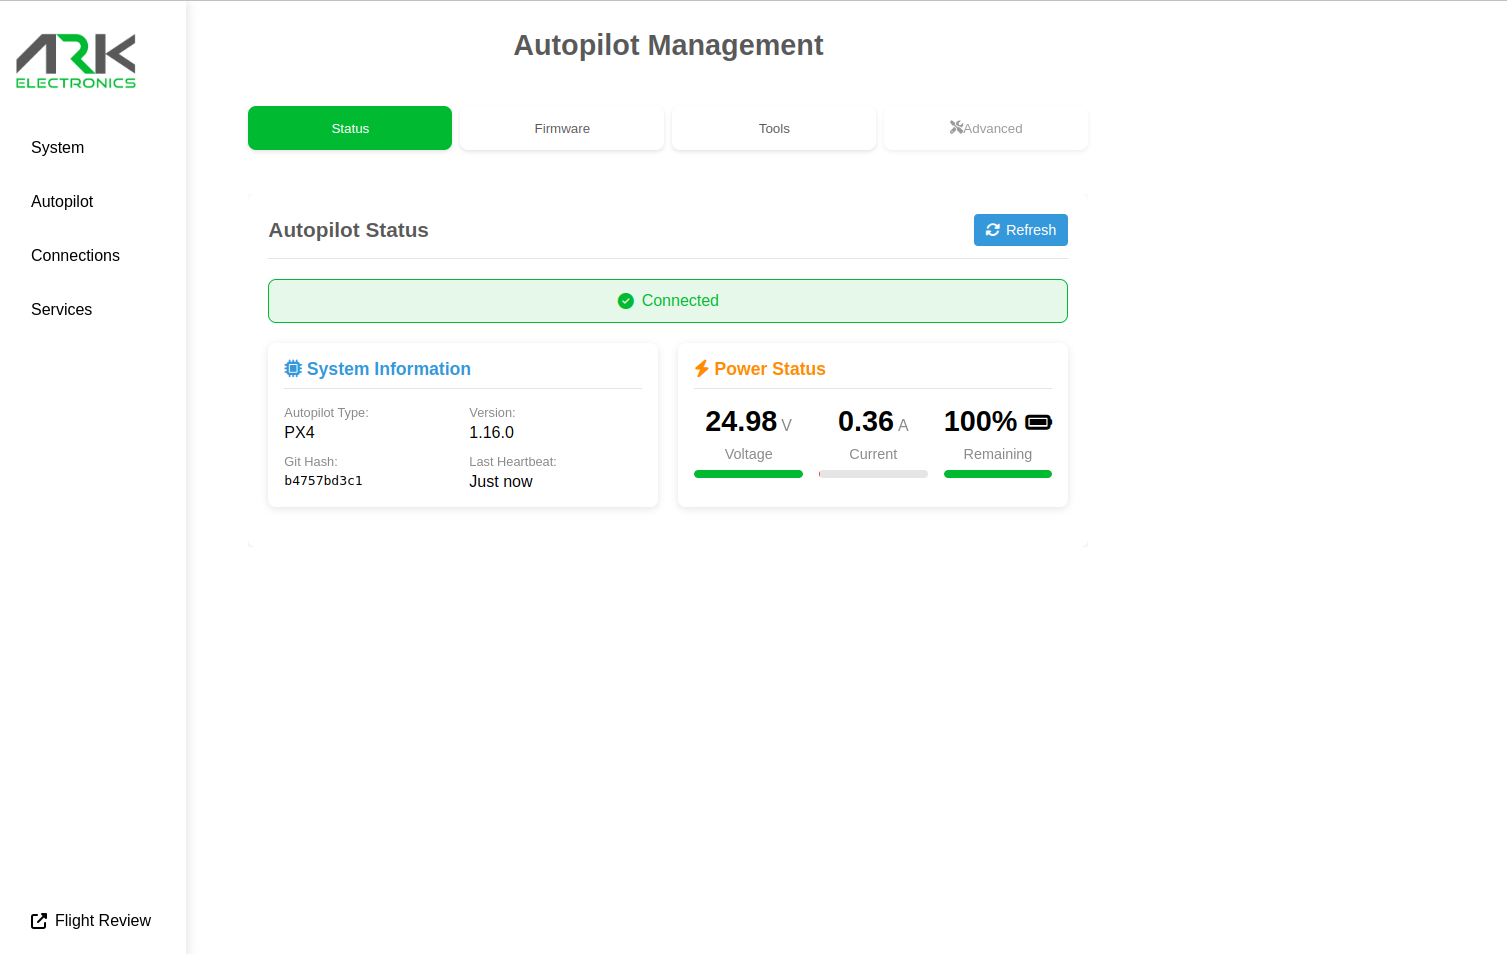 ARK
ELECTRONICS
System
Autopilot
Connections
Services
Flight Review
Autopilot Management
Status
Firmware
Tools
Advanced
Autopilot Status
Refresh
Connected
System Information
Autopilot Type:
PX4
Version:
1.16.0
Git Hash:
b4757bd3c1
Last Heartbeat:
Just now
Power Status
24.98 V
Voltage
0.36 A
Current
100%
Remaining